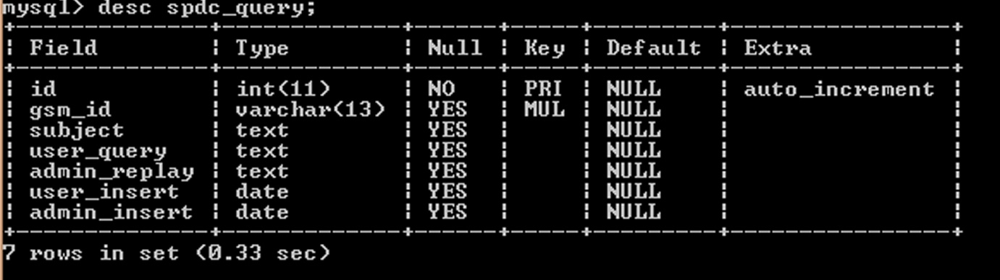 mysql> desc spdc_query;
+---------------+-------------+------+-----+---------+----------------+
| Field         | Type        | Null | Key | Default | Extra          |
+---------------+-------------+------+-----+---------+----------------+
| id            | int(11)     | NO   | PRI | NULL    | auto_increment |
| gsm_id        | varchar(13) | YES  | MUL | NULL    |                |
| subject       | text        | YES  |     | NULL    |                |
| user_query    | text        | YES  |     | NULL    |                |
| admin_replay  | text        | YES  |     | NULL    |                |
| user_insert   | date        | YES  |     | NULL    |                |
| admin_insert  | date        | YES  |     | NULL    |                |
+---------------+-------------+------+-----+---------+----------------+
7 rows in set (0.33 sec)